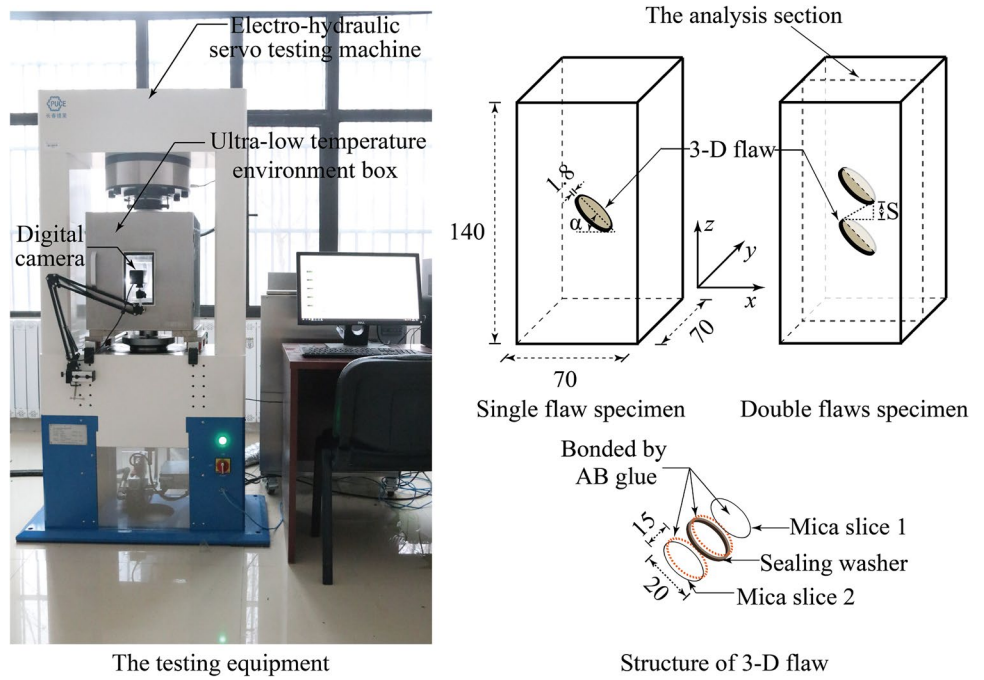 Electro-hydraulic
servo testing machine
PUCE
Ultra-low temperature
environment box
Digital
camera
The testing equipment
The analysis section
3-D flaw
1.8
α
140
70
70
z
y
x
S
Single flaw specimen
Double flaws specimen
Bonded by
AB glue
15
20
Mica slice 1
Sealing washer
Mica slice 2
Structure of 3-D flaw